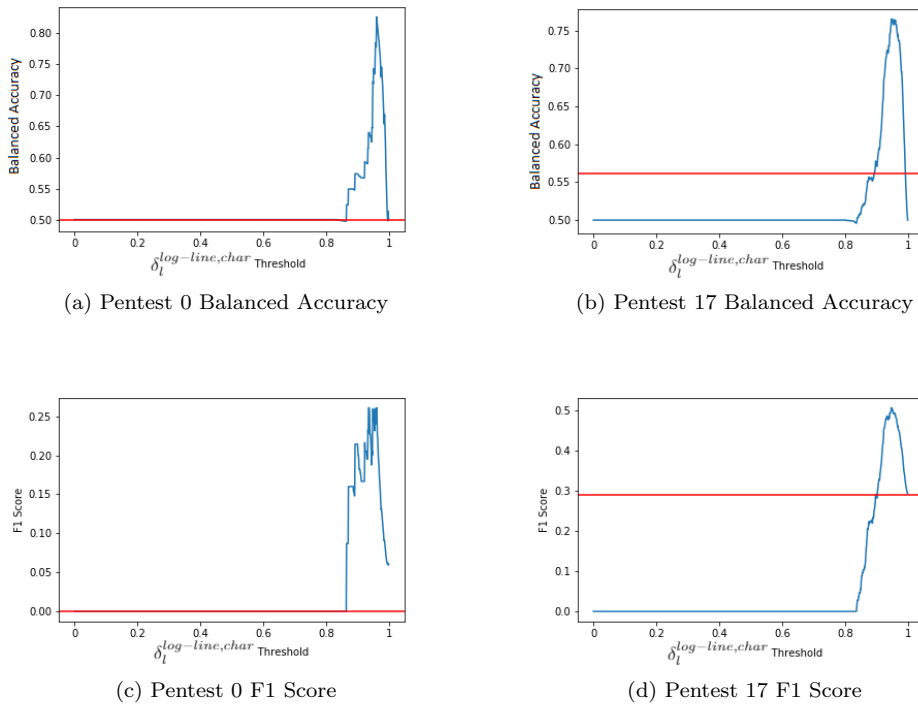 0.80
0.75
0.70
0.65
0.60
0.55
0.50
Balanced Accuracy
0 0.2 0.4 0.6 0.8 1
δ_l^{log−line,char} Threshold
(a) Pentest 0 Balanced Accuracy
0.75
0.70
0.65
0.60
0.55
0.50
Balanced Accuracy
0 0.2 0.4 0.6 0.8 1
δ_l^{log−line,char} Threshold
(b) Pentest 17 Balanced Accuracy
0.25
0.20
0.15
0.10
0.05
0.00
F1 Score
0 0.2 0.4 0.6 0.8 1
δ_l^{log−line,char} Threshold
(c) Pentest 0 F1 Score
0.5
0.4
0.3
0.2
0.1
0.0
F1 Score
0 0.2 0.4 0.6 0.8 1
δ_l^{log−line,char} Threshold
(d) Pentest 17 F1 Score